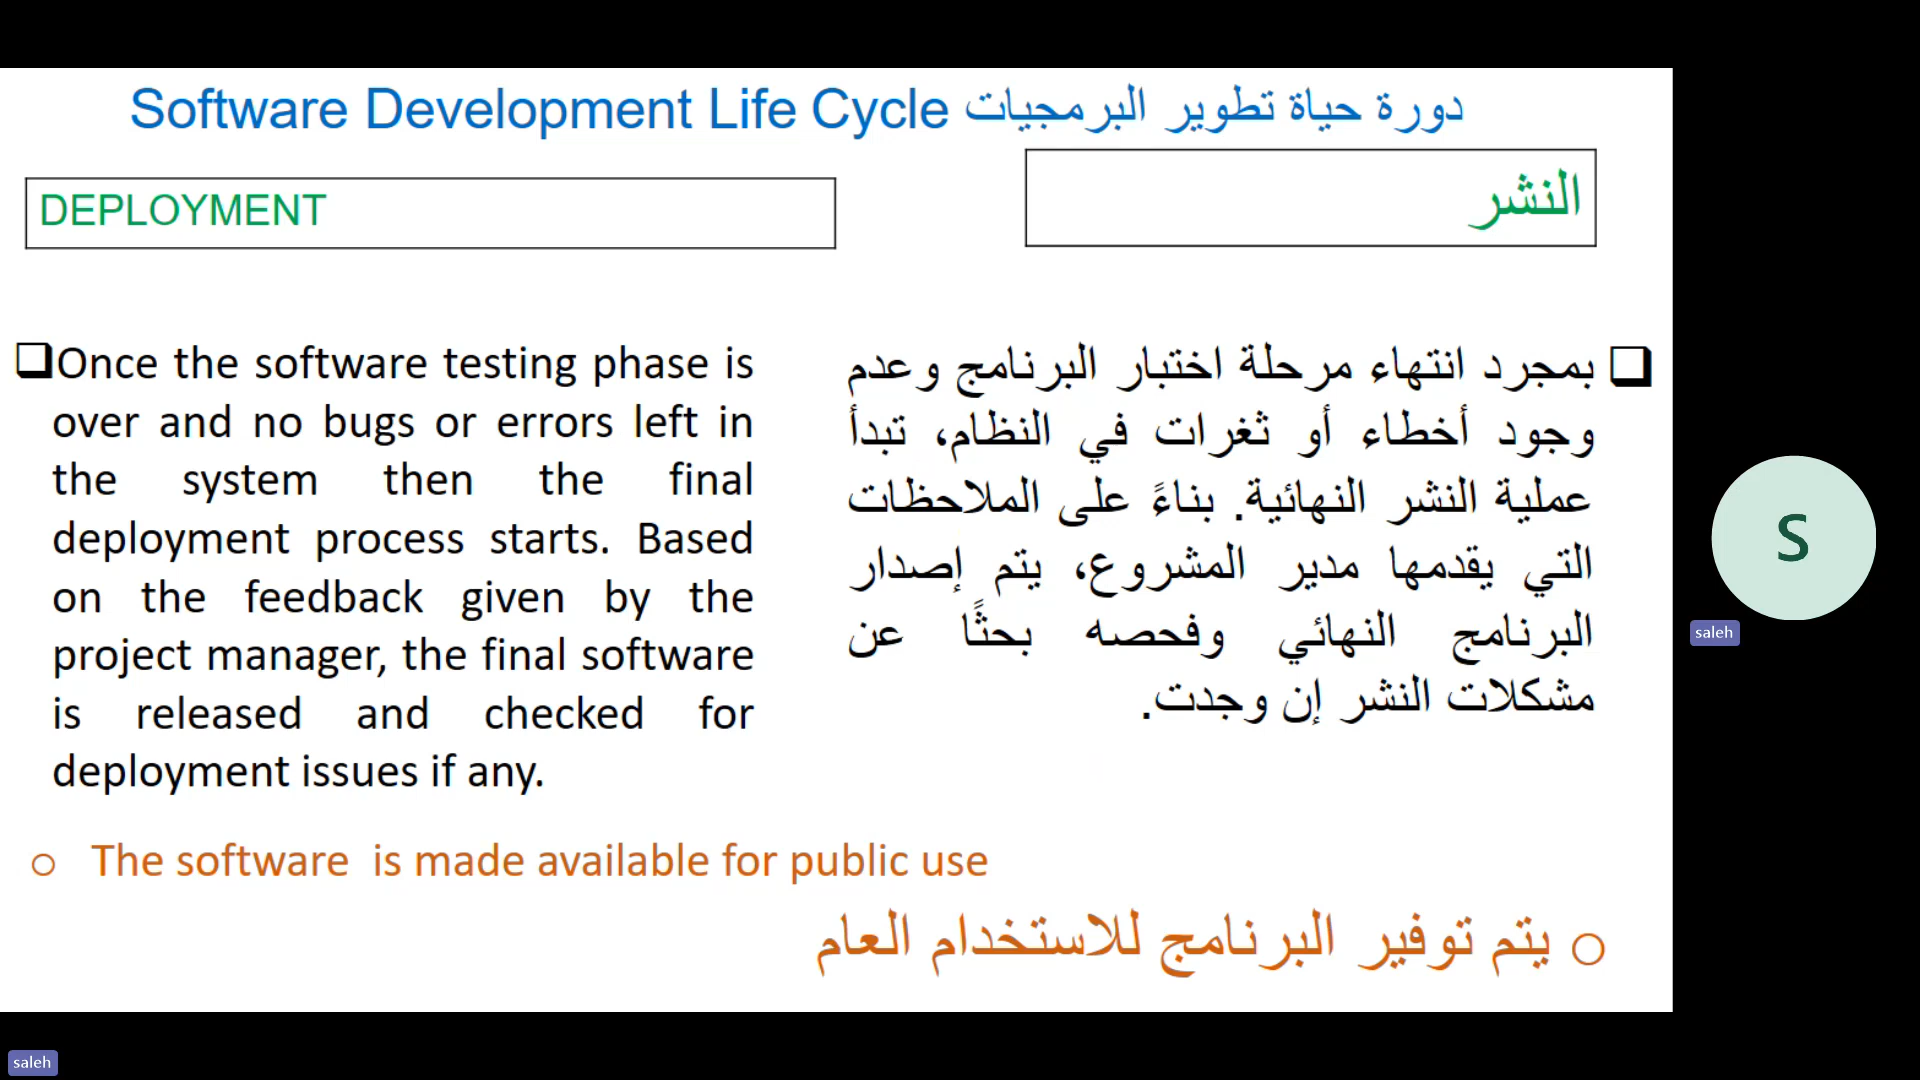 Software Development Life Cycle دورة حياة تطوير البرمجيات
DEPLOYMENT
النشر
Once the software testing phase is
over and no bugs or errors left in
the system then the final
deployment process starts. Based
on the feedback given by the
project manager, the final software
is released and checked for
deployment issues if any.
بمجرد انتهاء مرحلة اختبار البرنامج وعدم
وجود أخطاء أو ثغرات في النظام، تبدأ
عملية النشر النهائية. بناءً على الملاحظات
التي يقدمها مدير المشروع، يتم إصدار
البرنامج النهائي وفحصه بحثًا عن
مشكلات النشر إن وجدت.
The software is made available for public use
يتم توفير البرنامج للاستخدام العام
S
saleh
saleh